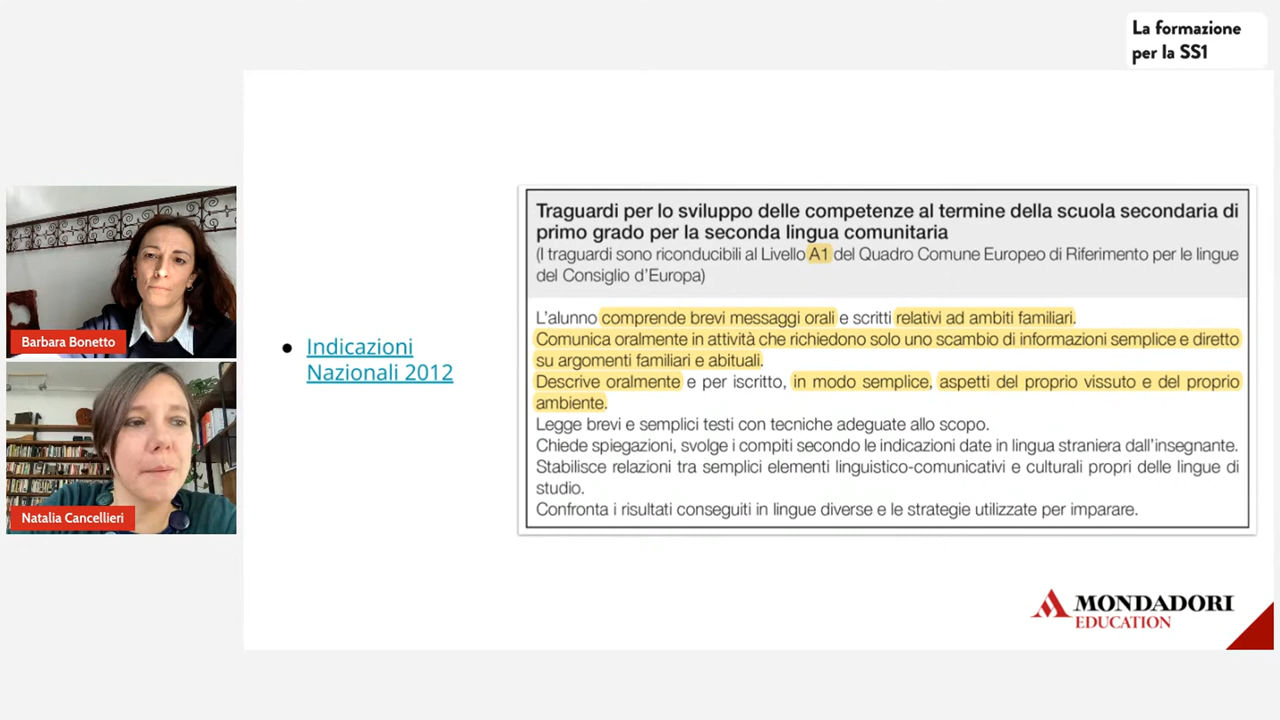 La formazione
per la SS1
Barbara Bonetto
Natalia Cancellieri
● Indicazioni
Nazionali 2012
Traguardi per lo sviluppo delle competenze al termine della scuola secondaria di
primo grado per la seconda lingua comunitaria
(I traguardi sono riconducibili al Livello A1 del Quadro Comune Europeo di Riferimento per le lingue
del Consiglio d'Europa)
L'alunno comprende brevi messaggi orali e scritti relativi ad ambiti familiari.
Comunica oralmente in attività che richiedono solo uno scambio di informazioni semplice e diretto
su argomenti familiari e abituali.
Descrive oralmente e per iscritto, in modo semplice, aspetti del proprio vissuto e del proprio
ambiente.
Legge brevi e semplici testi con tecniche adeguate allo scopo.
Chiede spiegazioni, svolge i compiti secondo le indicazioni date in lingua straniera dall'insegnante.
Stabilisce relazioni tra semplici elementi linguistico-comunicativi e culturali propri delle lingue di
studio.
Confronta i risultati conseguiti in lingue diverse e le strategie utilizzate per imparare.
MONDADORI
EDUCATION